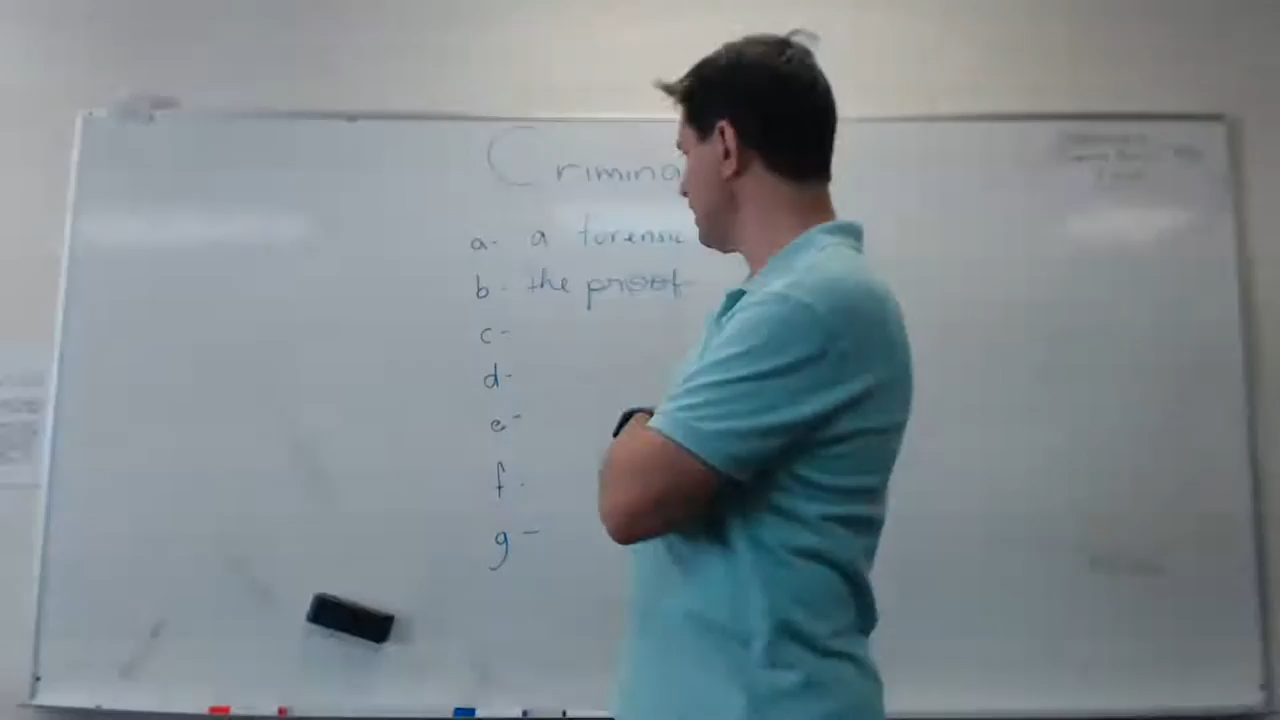 Crimina
a- a forensic
b- the proof
c-
d-
e-
f-
g-